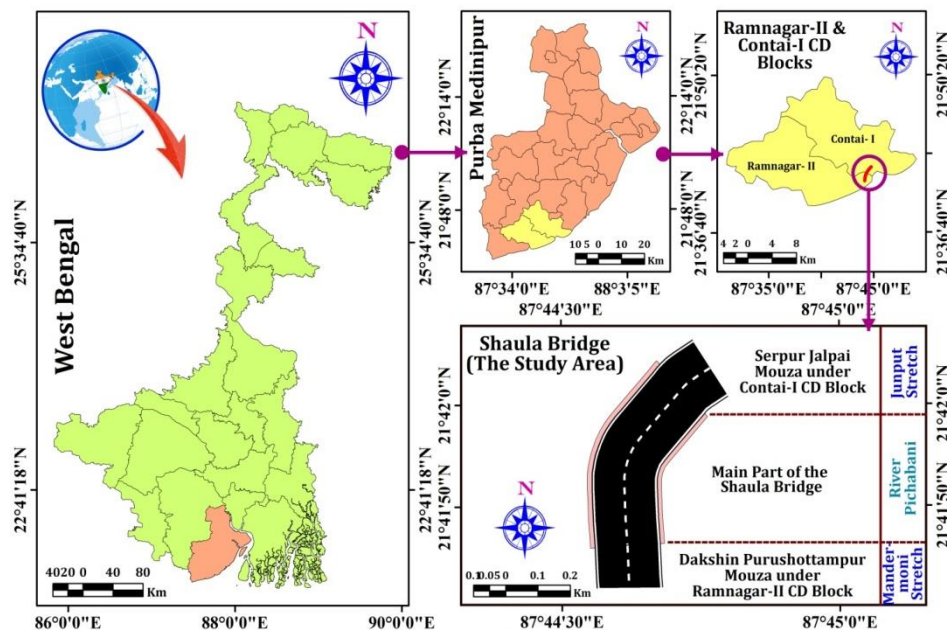 N
West Bengal
25°34'40"N
22°41'18"N
4020 0 40 80
Km
86°0'0"E
88°0'0"E
90°0'0"E
Purba Medinipur
N
22°14'0"N
21°48'0"N
10 5 0 10 20
Km
87°34'0"E
88°3'5"E
Ramnagar-II &
Contai-I CD
Blocks
N
22°14'0"N
21°50'20"N
21°50'20"N
Contai- I
Ramnagar- II
21°48'0"N
21°36'40"N
21°36'40"N
4 2 0 4 8
Km
87°35'0"E
87°45'0"E
87°44'30"E
87°45'0"E
Shaula Bridge
(The Study Area)
Serpur Jalpai
Mouza under
Contai-I CD Block
Junput
Stretch
21°42'0"N
21°42'0"N
Main Part of the
Shaula Bridge
River
Pichabani
21°41'50"N
21°41'50"N
N
Dakshin Purushottampur
Mouza under
Ramnagar-II CD Block
Mander-
moni
Stretch
0.1 0.05 0 0.1 0.2
Km
87°44'30"E
87°45'0"E